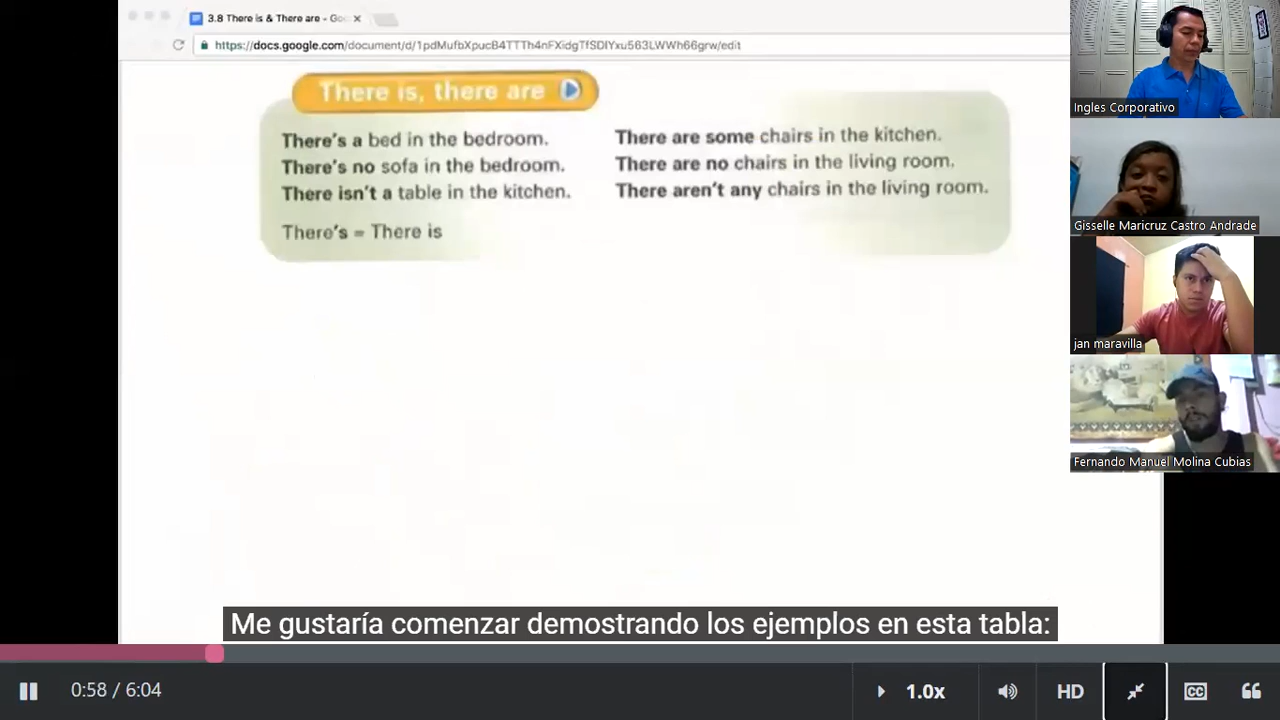 3.8 There is & There are - Goo
https://docs.google.com/document/d/1pdMufbXpucB4TTTh4nFXidgTfSDIYxu563LWWh66grw/edit
There is, there are
There's a bed in the bedroom.
There's no sofa in the bedroom.
There isn't a table in the kitchen.
There's = There is
There are some chairs in the kitchen.
There are no chairs in the living room.
There aren't any chairs in the living room.
Ingles Corporativo
Gisselle Maricruz Castro Andrade
jan maravilla
Fernando Manuel Molina Cubias
Me gustaría comenzar demostrando los ejemplos en esta tabla:
0:58 / 6:04
1.0x
HD
CC